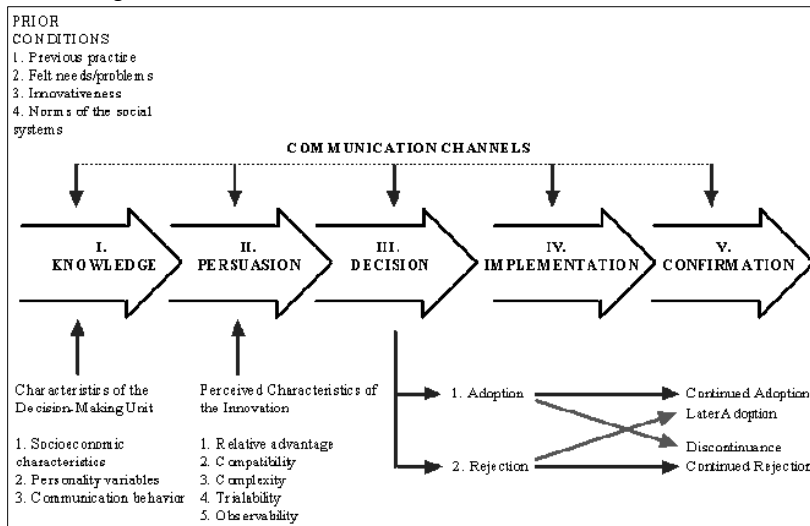 PRIOR
CONDITIONS
1. Previous practice
2. Felt needs/problems
3. Innovativeness
4. Norms of the social
systems
COMMUNICATION CHANNELS
I.
KNOWLEDGE
II.
PERSUASION
III.
DECISION
IV.
IMPLEMENTATION
V.
CONFIRMATION
Characteristics of the
Decision-Making Unit
1. Socioeconomic
characteristics
2. Personality variables
3. Communication behavior
Perceived Characteristics of
the Innovation
1. Relative advantage
2. Compatibility
3. Complexity
4. Trialability
5. Observability
1. Adoption
2. Rejection
Continued Adoption
Later Adoption
Discontinuance
Continued Rejection